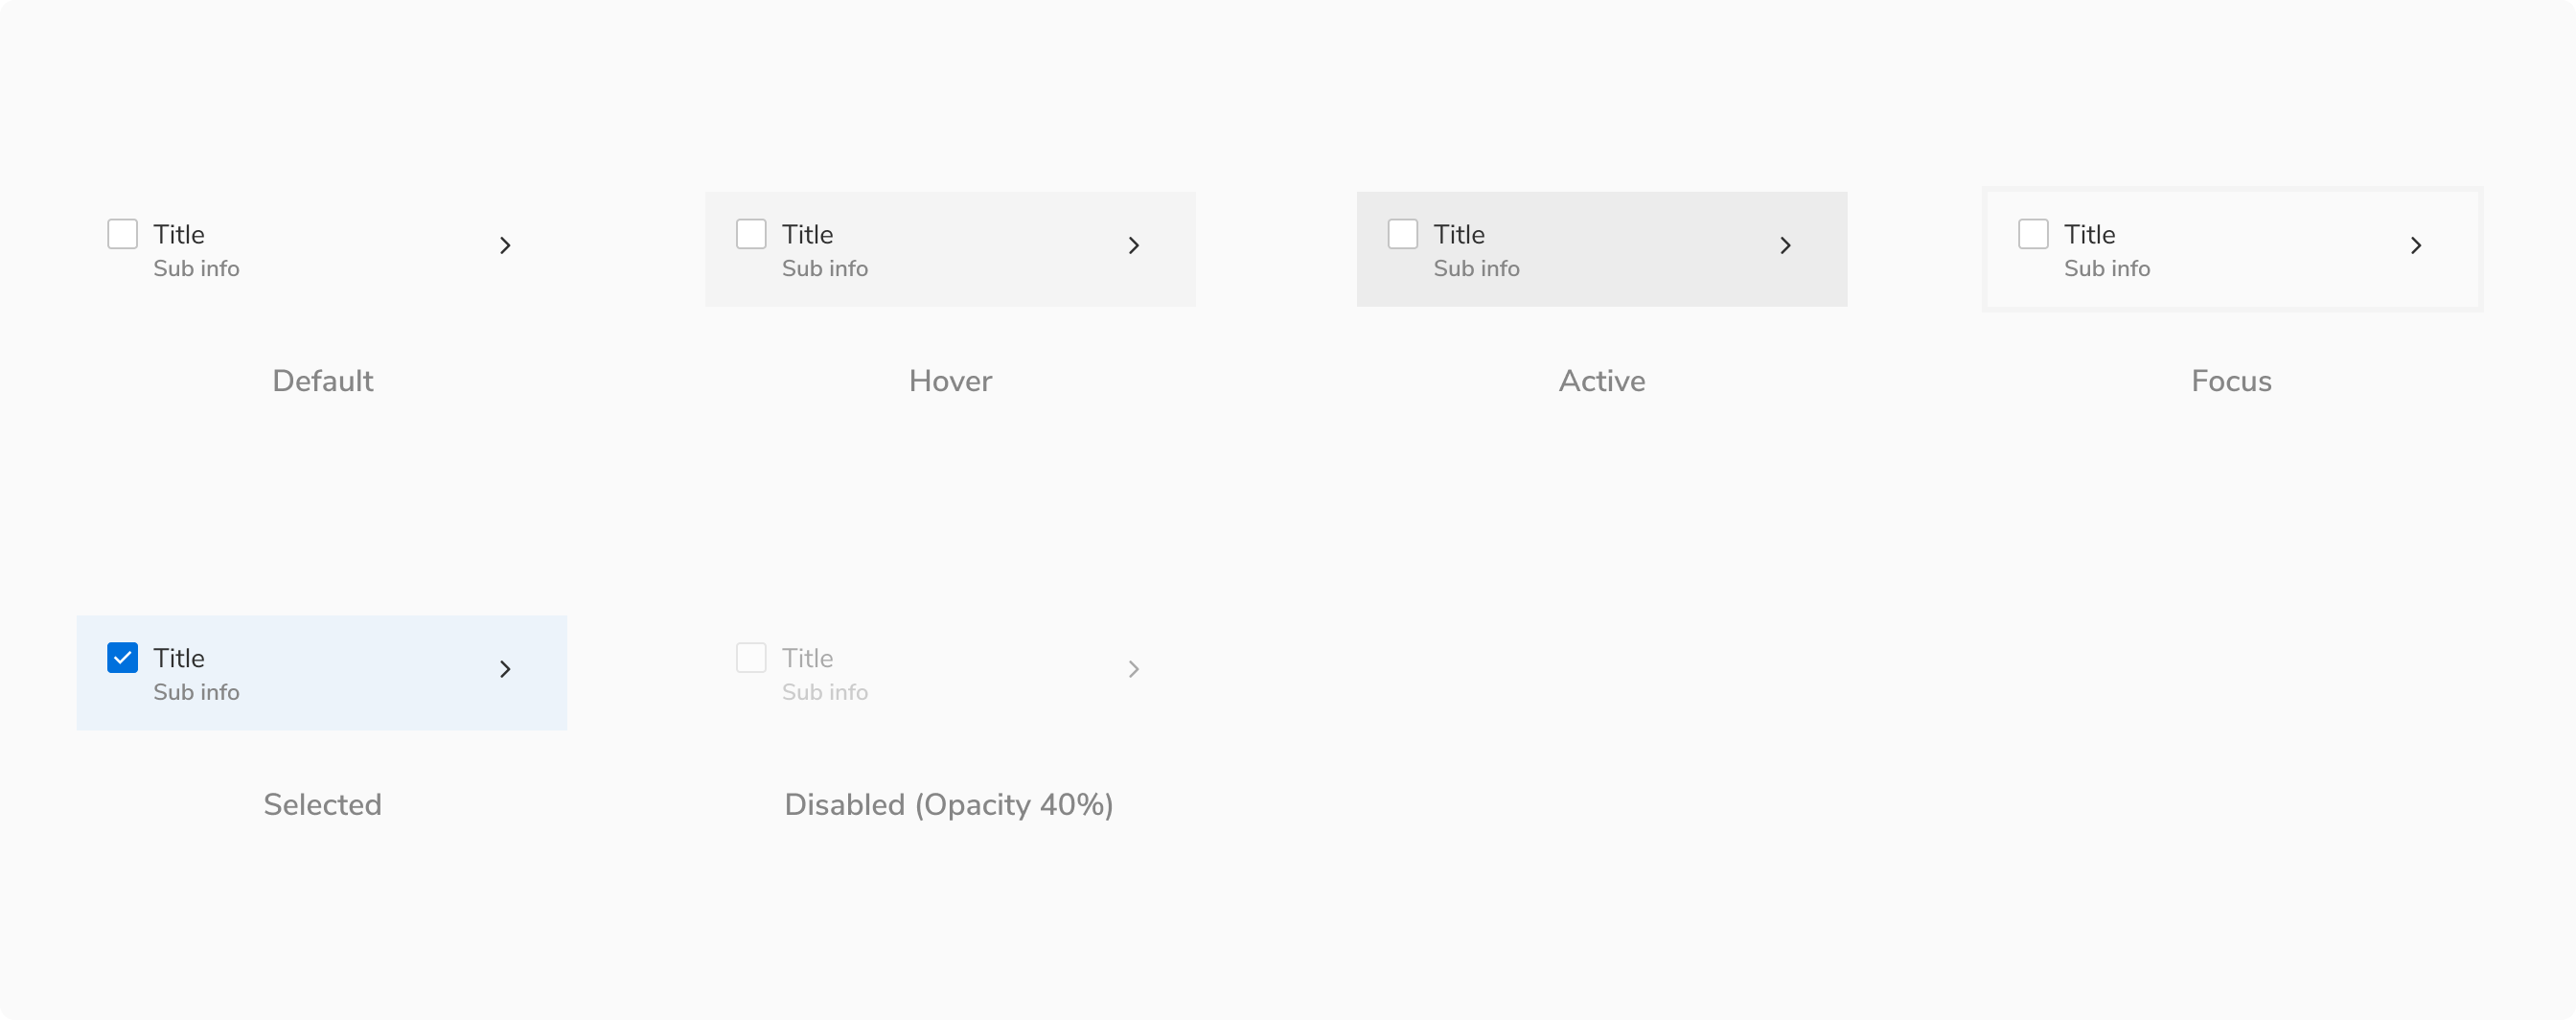 Title
Sub info
Default
Title
Sub info
Hover
Title
Sub info
Active
Title
Sub info
Focus
Title
Sub info
Selected
Title
Sub info
Disabled (Opacity 40%)